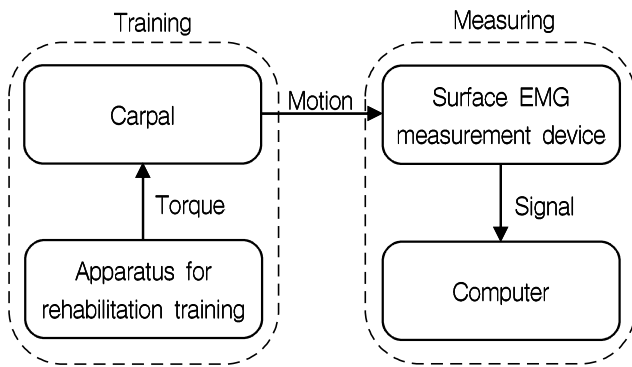 Training
Measuring
Carpal
Motion
Surface EMG
measurement device
Torque
Signal
Apparatus for
rehabilitation training
Computer